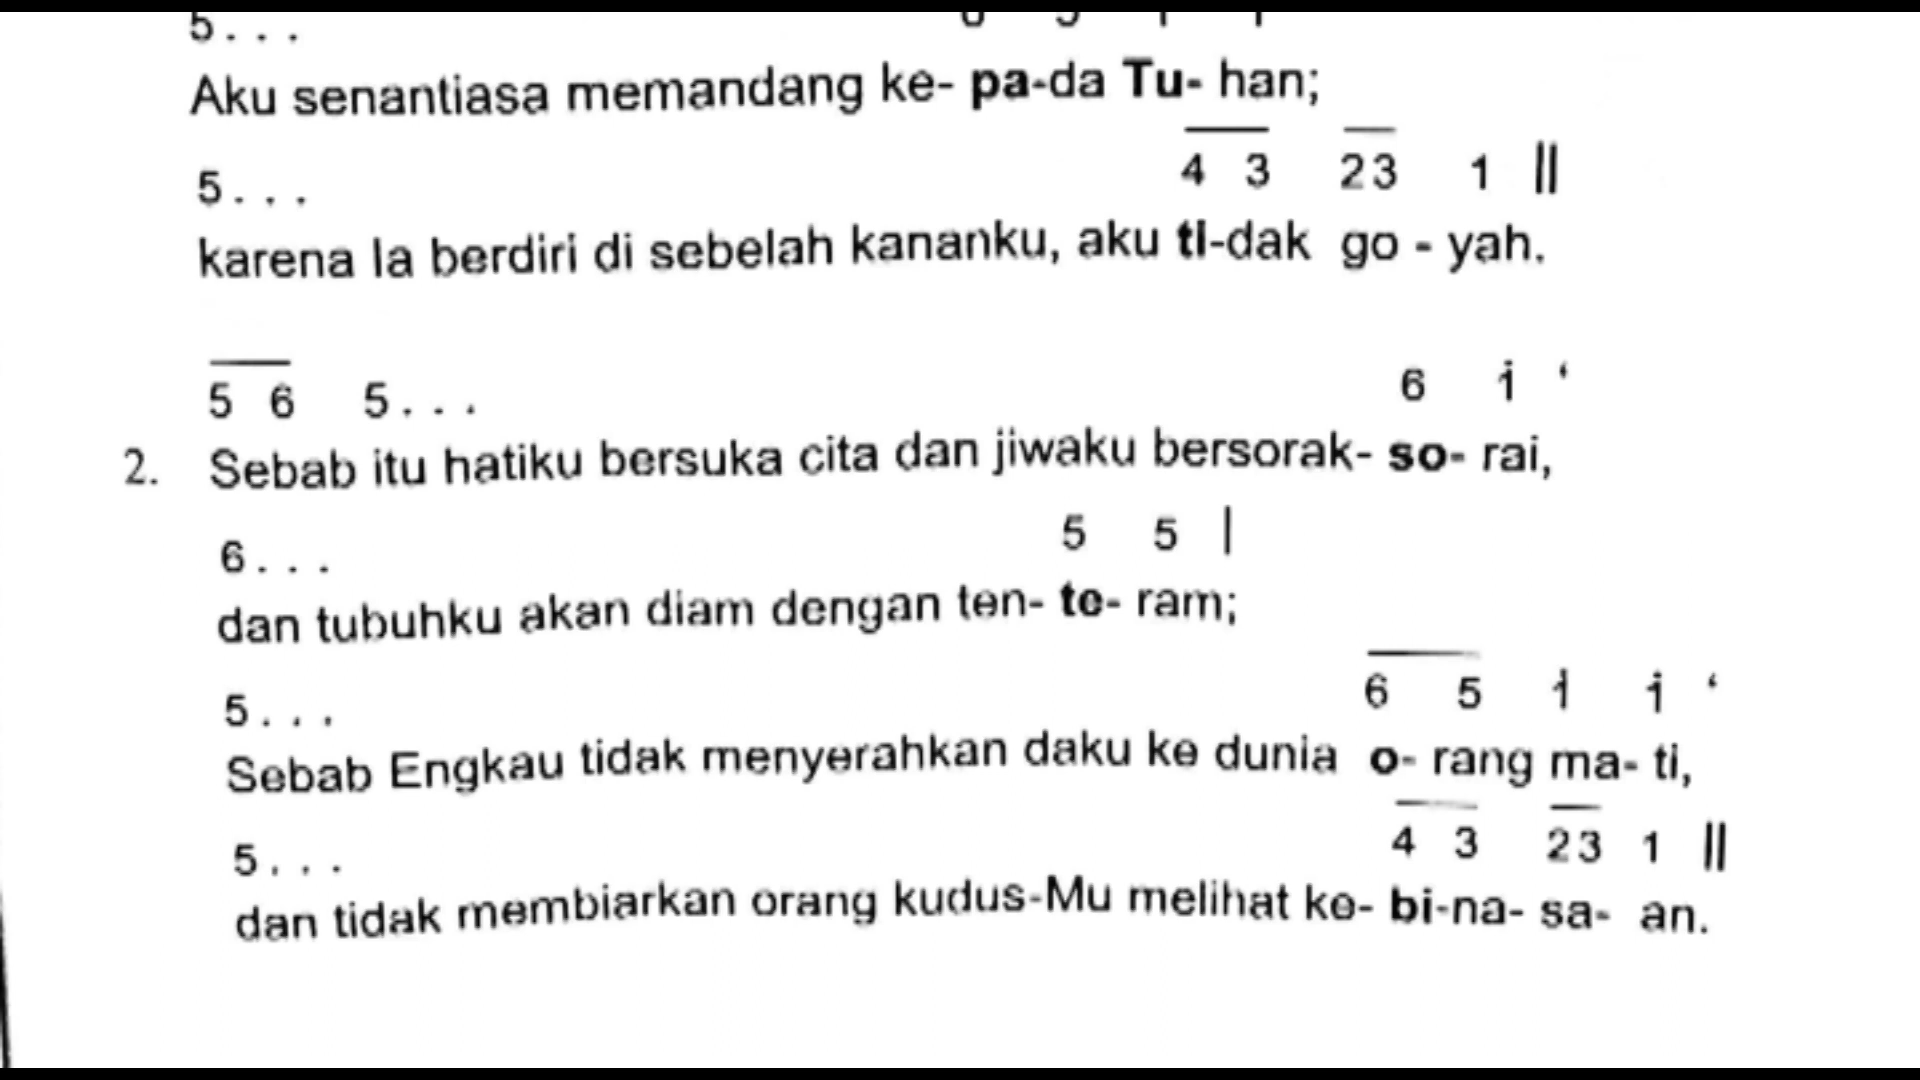 5 . . .
Aku senantiasa memandang ke- pa-da Tu- han;
5 . . . 4 3 23 1 ||
karena Ia berdiri di sebelah kananku, aku ti-dak go - yah.
5 6 5 . . . 6 i ‘
2. Sebab itu hatiku bersuka cita dan jiwaku bersorak- so- rai,
6 . . . 5 5 |
dan tubuhku akan diam dengan ten- te- ram;
5 . . . 6 5 i i ‘
Sebab Engkau tidak menyerahkan daku ke dunia o- rang ma- ti,
5 . . . 4 3 23 1 ||
dan tidak membiarkan orang kudus-Mu melihat ke- bi-na- sa- an.